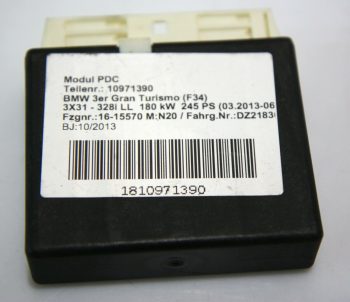 Modul PDC
Teilenr.: 10971390
BMW 3er Gran Turismo (F34)
3X31 - 328i LL 180 kW 245 PS (03.2013-06
Fzgnr.:16-15570 M:N20 / Fahrg.Nr.:DZ2183
BJ:10/2013
1810971390